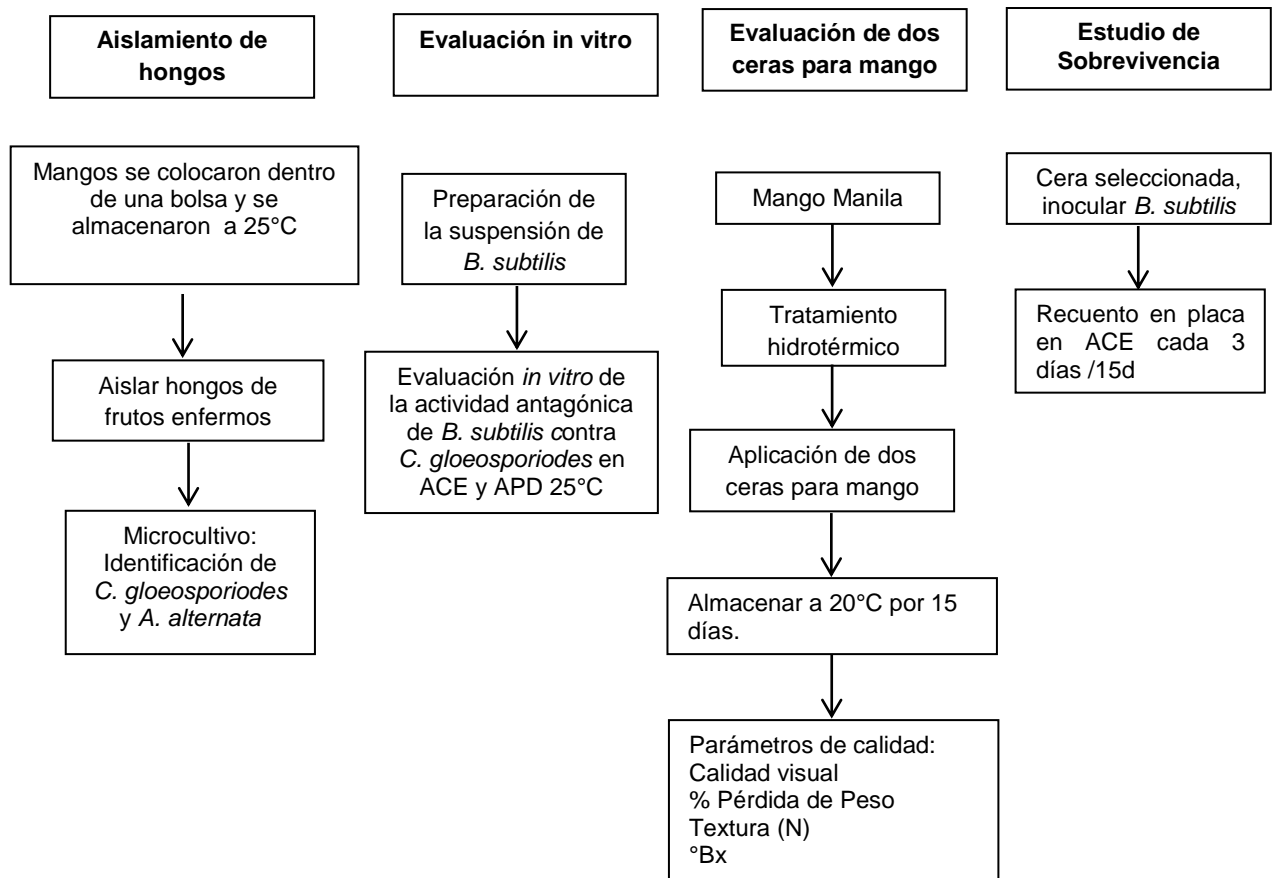 Aislamiento de
hongos
Mangos se colocaron dentro
de una bolsa y se
almacenaron a 25°C
Aislar hongos de
frutos enfermos
Microcultivo:
Identificación de
C. gloeosporiodes
y A. alternata
Evaluación in vitro
Preparación de
la suspensión de
B. subtilis
Evaluación in vitro de
la actividad antagónica
de B. subtilis contra
C. gloeosporiodes en
ACE y APD 25°C
Evaluación de dos
ceras para mango
Mango Manila
Tratamiento
hidrotérmico
Aplicación de dos
ceras para mango
Almacenar a 20°C por 15
días.
Parámetros de calidad:
Calidad visual
% Pérdida de Peso
Textura (N)
°Bx
Estudio de
Sobrevivencia
Cera seleccionada,
inocular B. subtilis
Recuento en placa
en ACE cada 3
días /15d